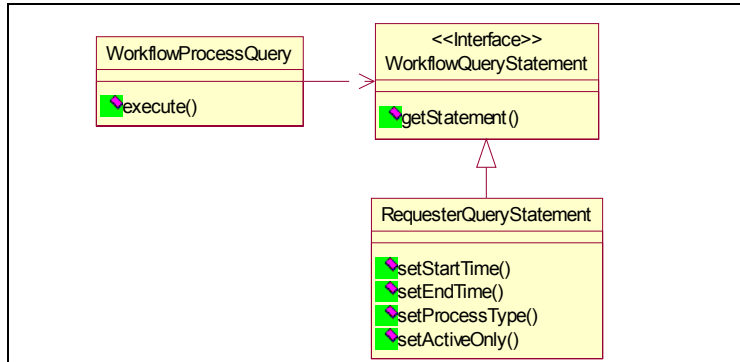 WorkflowProcessQuery
execute()
<<Interface>>
WorkflowQueryStatement
getStatement()
RequesterQueryStatement
setStartTime()
setEndTime()
setProcessType()
setActiveOnly()